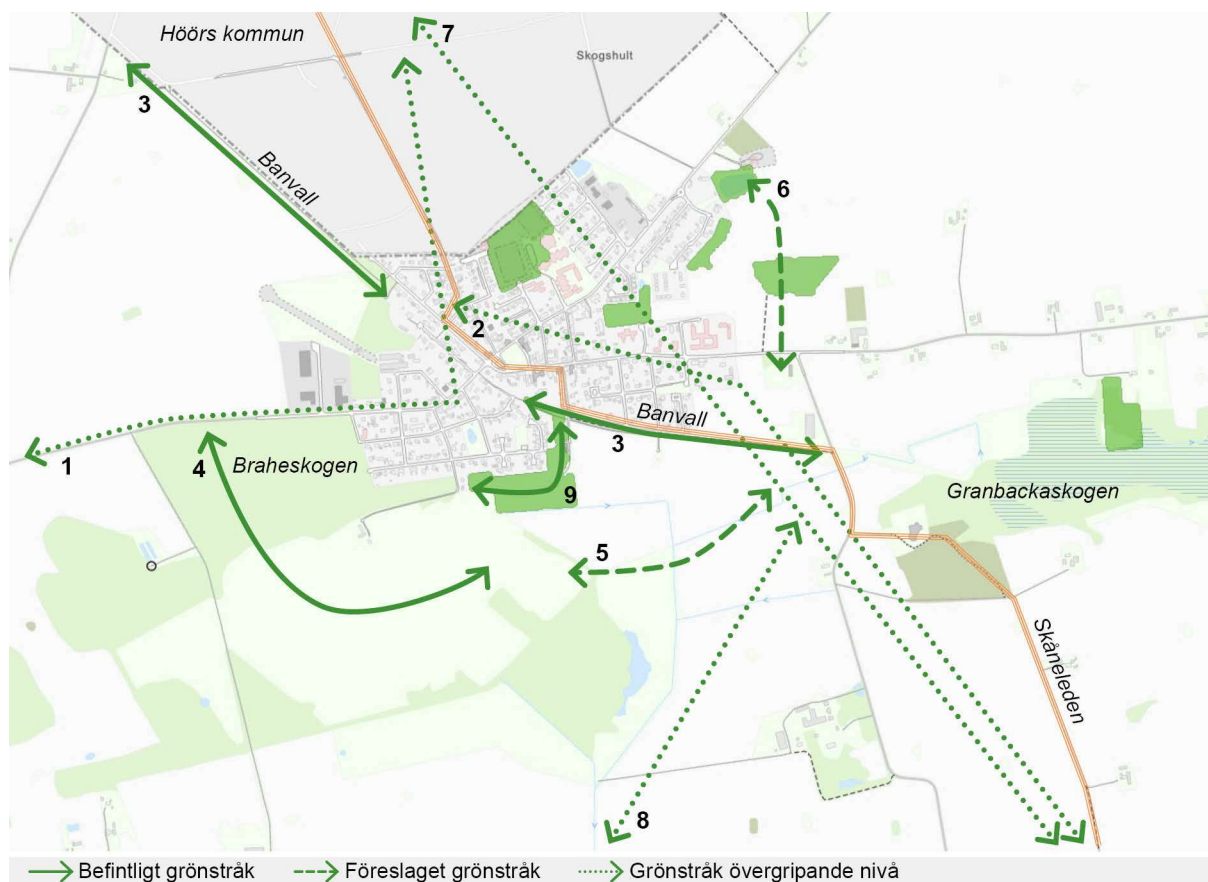 Höörs kommun
7
Skogshult
3
Banvall
6
2
Banvall
3
1
4
Braheskogen
9
Granbackaskogen
5
Skåneleden
8
Befintligt grönstråk Föreslaget grönstråk Grönstråk övergripande nivå